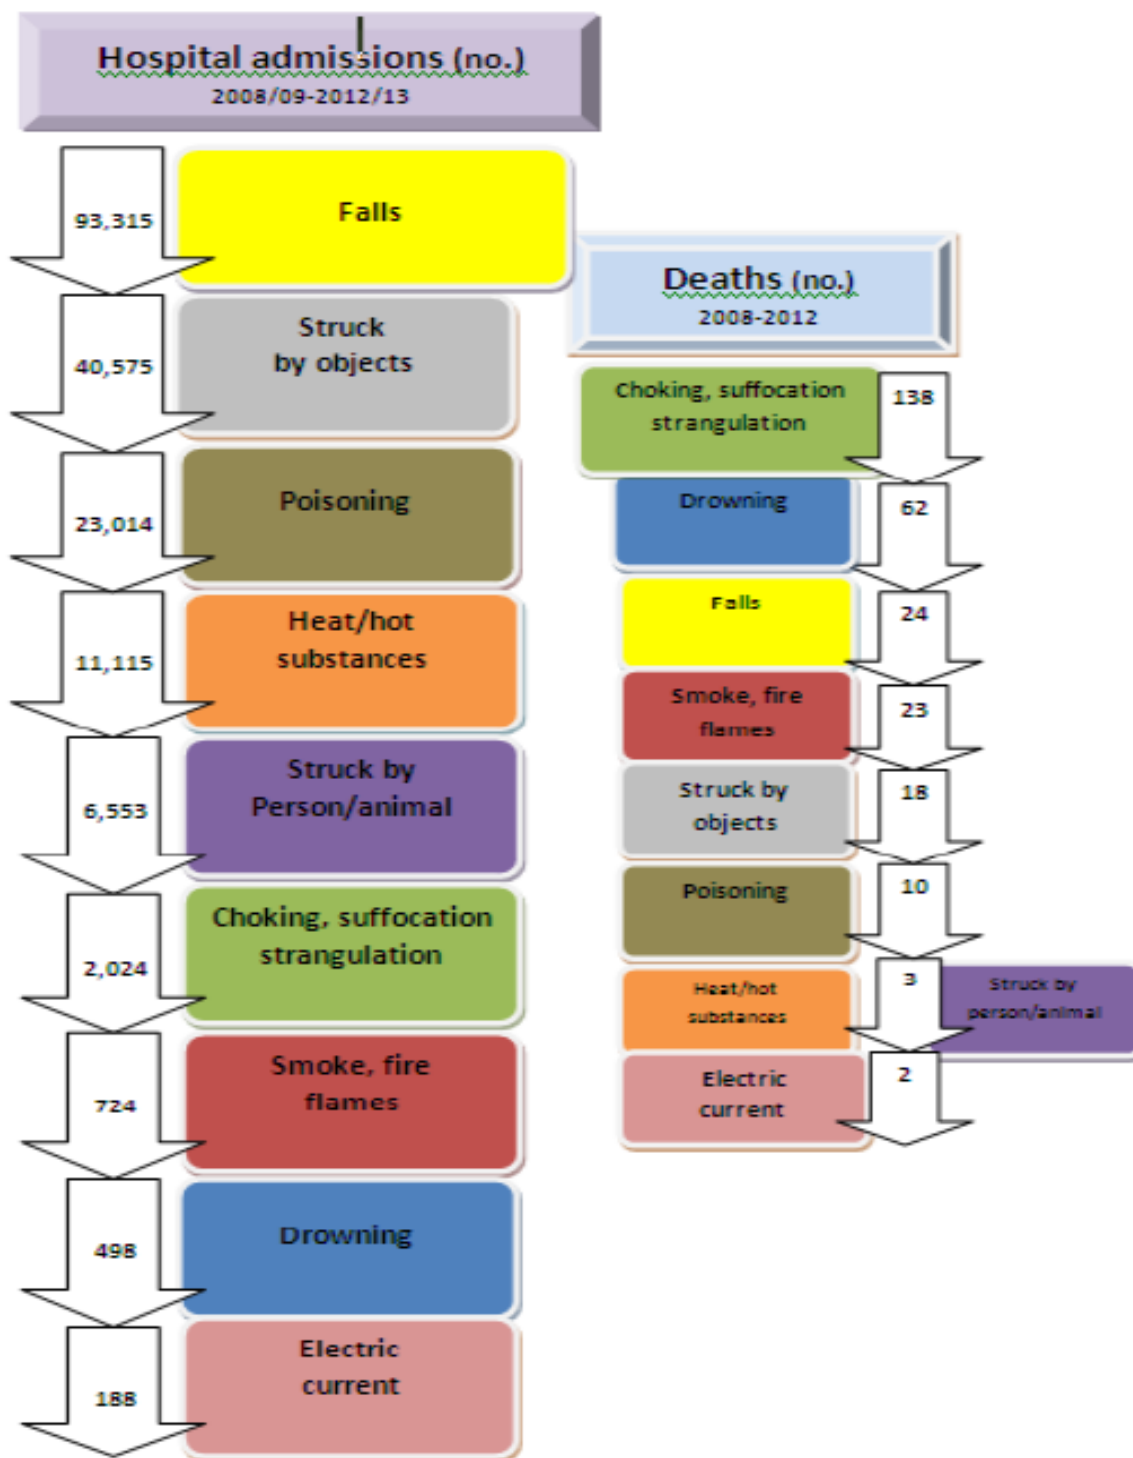 Hospital admissions (no.)
2008/09-2012/13
93,315
Falls
40,575
Struck
by objects
23,014
Poisoning
11,115
Heat/hot
substances
6,553
Struck by
Person/animal
2,024
Choking, suffocation
strangulation
724
Smoke, fire
flames
498
Drowning
188
Electric
current
Deaths (no.)
2008-2012
Choking, suffocation
strangulation
138
Drowning
62
Falls
24
Smoke, fire
flames
23
Struck by
objects
18
Poisoning
10
Heat/hot
substances
3
Struck by
person/animal
Electric
current
2